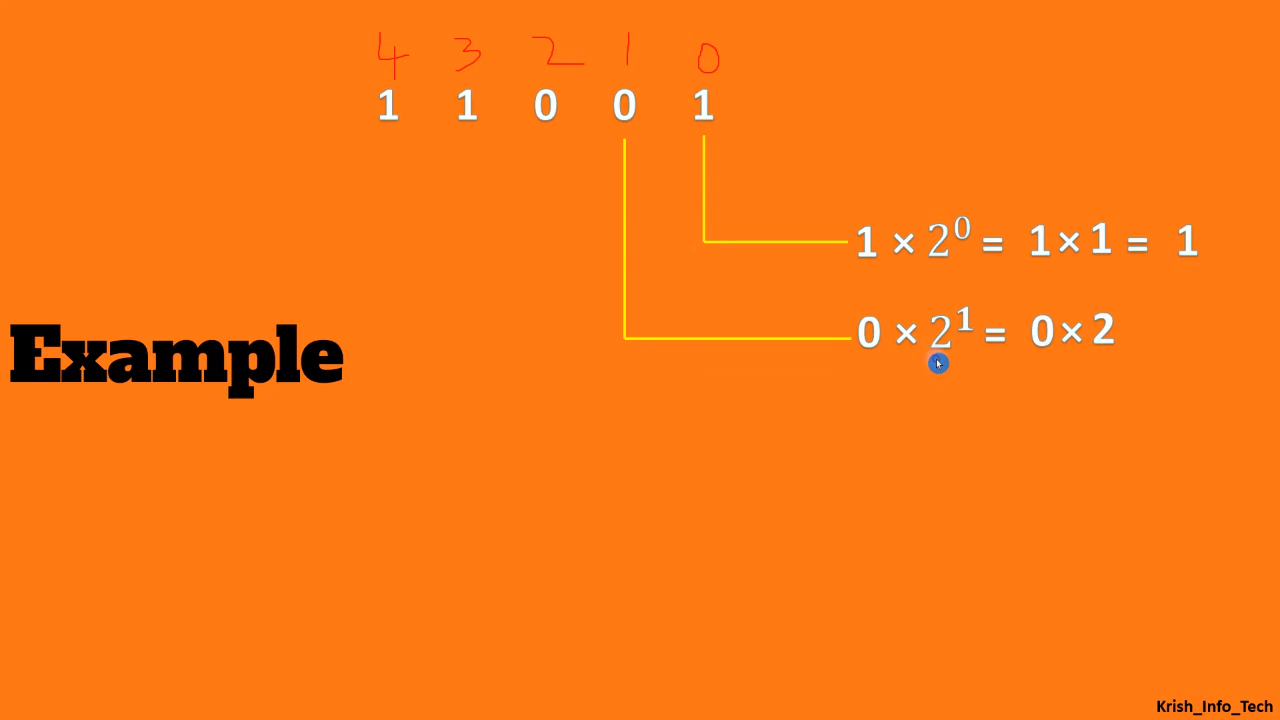 4 3 2 1 0
1 1 0 0 1
1 × 2⁰ = 1 × 1 = 1
0 × 2¹ = 0 × 2
Example
Krish_Info_Tech